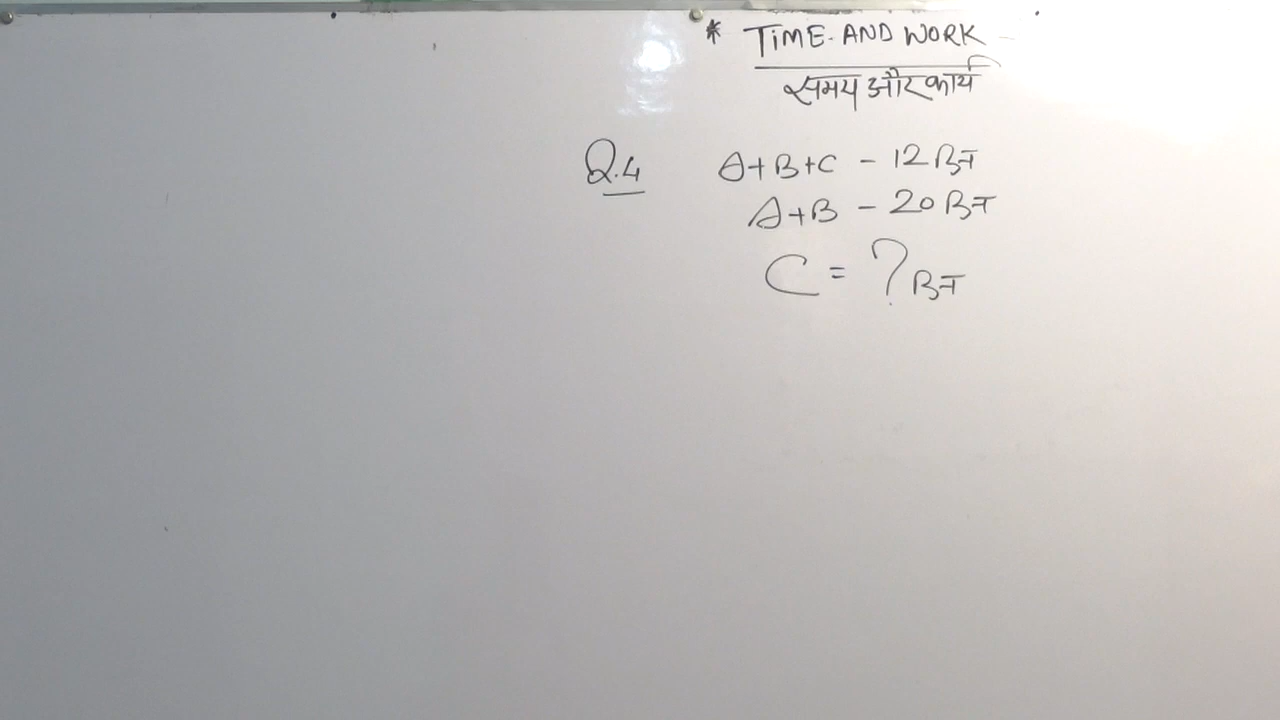 * TIME AND WORK
समय और कार्य
Q.4 A+B+C - 12 दिन
A+B - 20 दिन
C = ? दिन